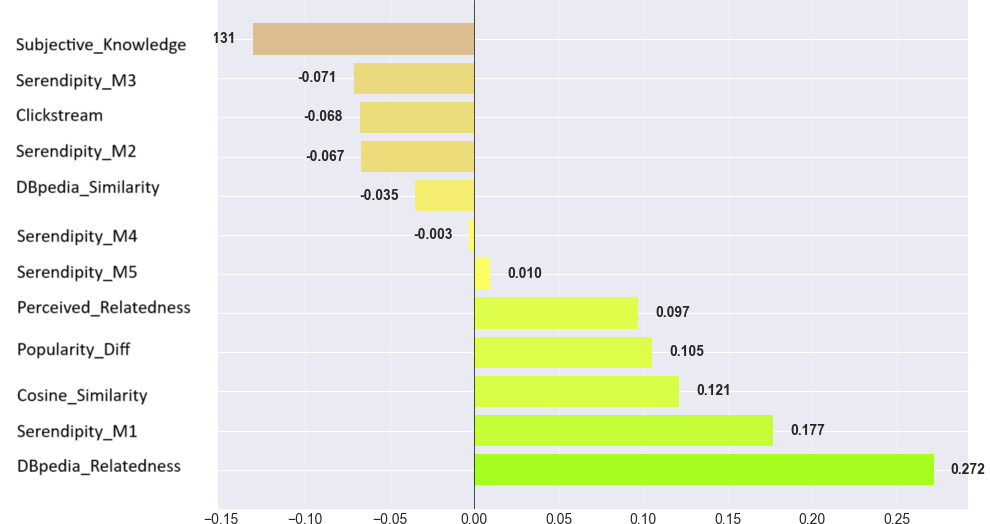 Subjective_Knowledge 131
Serendipity_M3 -0.071
Clickstream -0.068
Serendipity_M2 -0.067
DBpedia_Similarity -0.035
Serendipity_M4 -0.003
Serendipity_M5 0.010
Perceived_Relatedness 0.097
Popularity_Diff 0.105
Cosine_Similarity 0.121
Serendipity_M1 0.177
DBpedia_Relatedness 0.272
−0.15 −0.10 −0.05 0.00 0.05 0.10 0.15 0.20 0.25